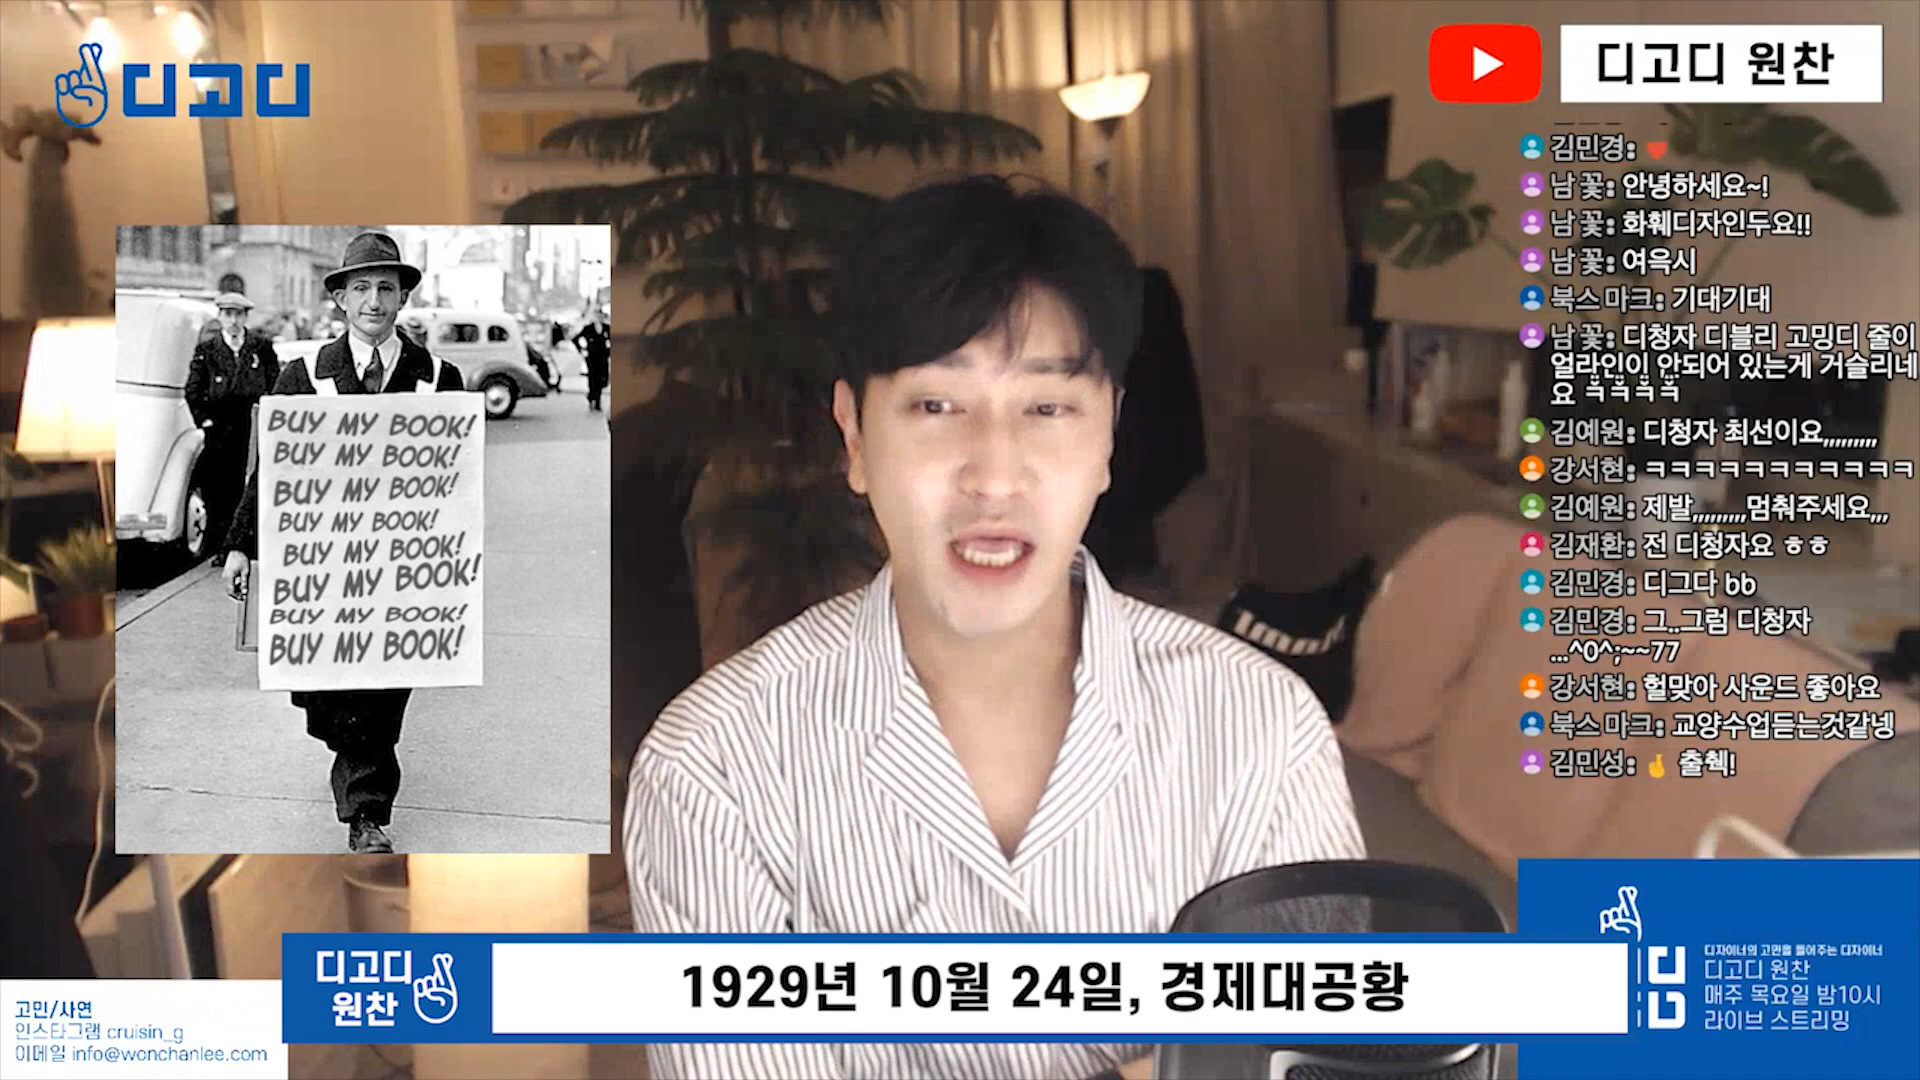 디고디
디고디 원찬
김민경:
남 꽃: 안녕하세요~!
남 꽃: 화훼디자인두요!!
남 꽃: 여윽시
북스 마크: 기대기대
남 꽃: 디청자 디블리 고밍디 줄이
얼라인이 안되어 있는게 거슬리네
김예원: 디청자 최선이요,,,,,,,,,
강서현: ㅋㅋㅋㅋㅋㅋㅋㅋㅋㅋㅋ
김예원: 제발,,,,,,,,,멈춰주세요,,,
김재환: 전 디청자요 ㅎㅎ
김민경: 디그다 bb
김민경: 그..그럼 디청자
...^0^;~~77
강서현: 헐맞아 사운드 좋아요
북스 마크: 교양수업듣는것같넹
김민성: 출췍!
BUY MY BOOK!
BUY MY BOOK!
BUY MY BOOK!
BUY MY BOOK!
BUY MY BOOK!
BUY MY BOOK!
BUY MY BOOK!
BUY MY BOOK!
디고디
원찬
1929년 10월 24일, 경제대공황
고민/사연
인스타그램 cruisin_g
이메일 info@wonchanlee.com
디자이너의 고민을 들어주는 디자이너
디고디 원찬
매주 목요일 밤10시
라이브 스트리밍